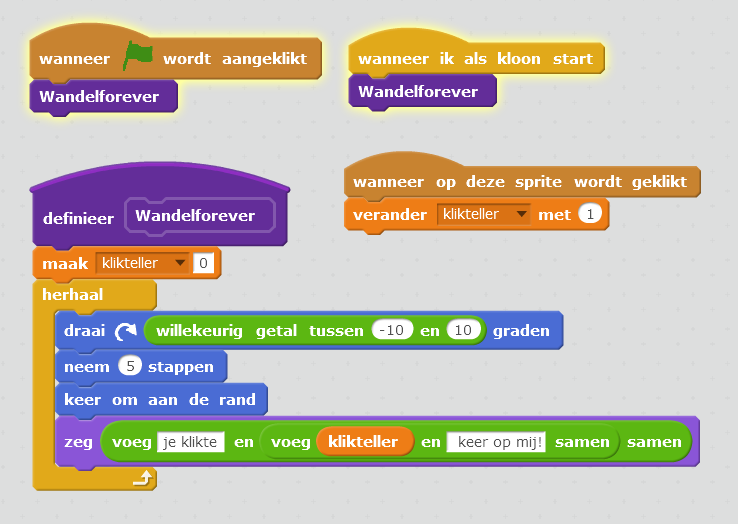 wanneer wordt aangeklikt
Wandelforever
wanneer ik als kloon start
Wandelforever
definieer Wandelforever
maak klikteller 0
herhaal
draai willekeurig getal tussen -10 en 10 graden
neem 5 stappen
keer om aan de rand
zeg voeg je klikte en voeg klikteller en keer op mij! samen samen
wanneer op deze sprite wordt geklikt
verander klikteller met 1